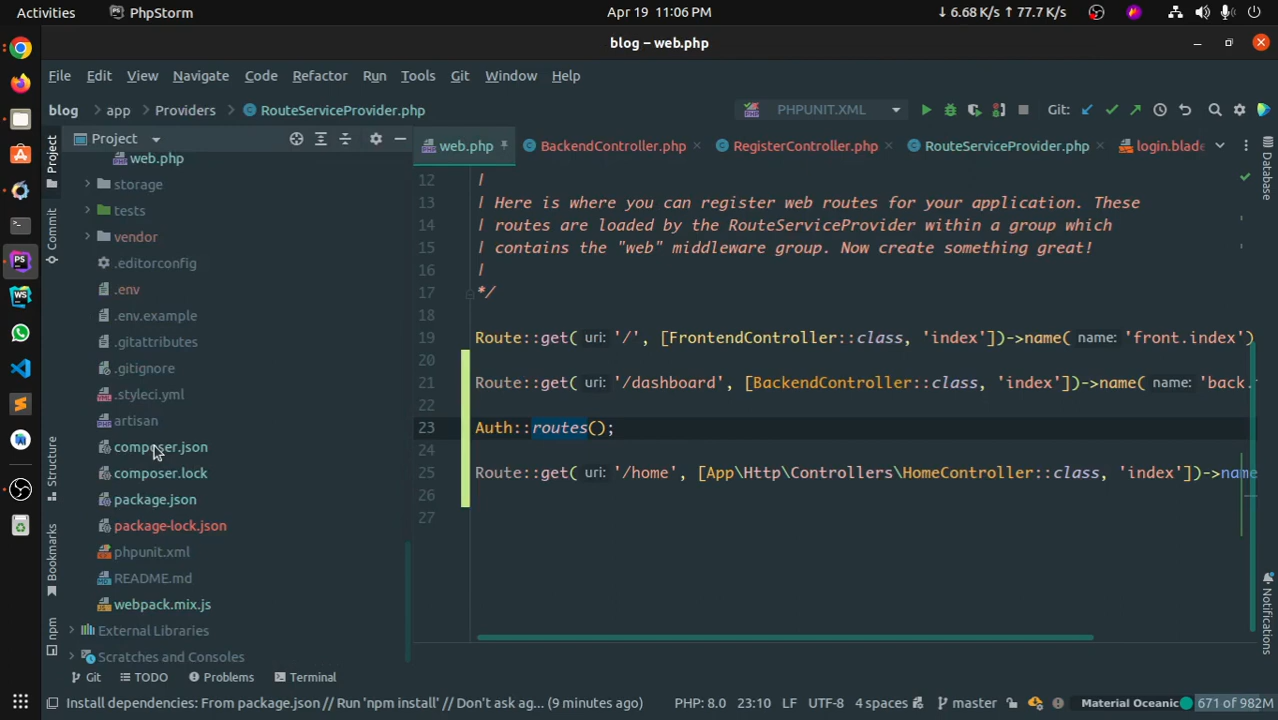 Activities PhpStorm Apr 19 11:06 PM ↓ 6.68 K/s ↑ 77.7 K/s
blog – web.php
File Edit View Navigate Code Refactor Run Tools Git Window Help
blog app Providers RouteServiceProvider.php PHPUNIT.XML Git:
Project
web.php BackendController.php RegisterController.php RouteServiceProvider.php login.blade
web.php
storage
tests
vendor
.editorconfig
.env
.env.example
.gitattributes
.gitignore
.styleci.yml
artisan
composer.json
composer.lock
package.json
package-lock.json
phpunit.xml
README.md
webpack.mix.js
External Libraries
Scratches and Consoles
12 |
13 | Here is where you can register web routes for your application. These
14 | routes are loaded by the RouteServiceProvider within a group which
15 | contains the "web" middleware group. Now create something great!
16 |
17 */
18
19 Route::get( uri: '/', [FrontendController::class, 'index'])->name( name: 'front.index')
20
21 Route::get( uri: '/dashboard', [BackendController::class, 'index'])->name( name: 'back.
22
23 Auth::routes();
24
25 Route::get( uri: '/home', [App\Http\Controllers\HomeController::class, 'index'])->name
26
27
Project
Commit
Structure
Bookmarks
npm
Database
Notifications
PS
WS
Git TODO Problems Terminal
Install dependencies: From package.json // Run 'npm install' // Don't ask ag... (9 minutes ago) PHP: 8.0 23:10 LF UTF-8 4 spaces master Material Oceanic 671 of 982M